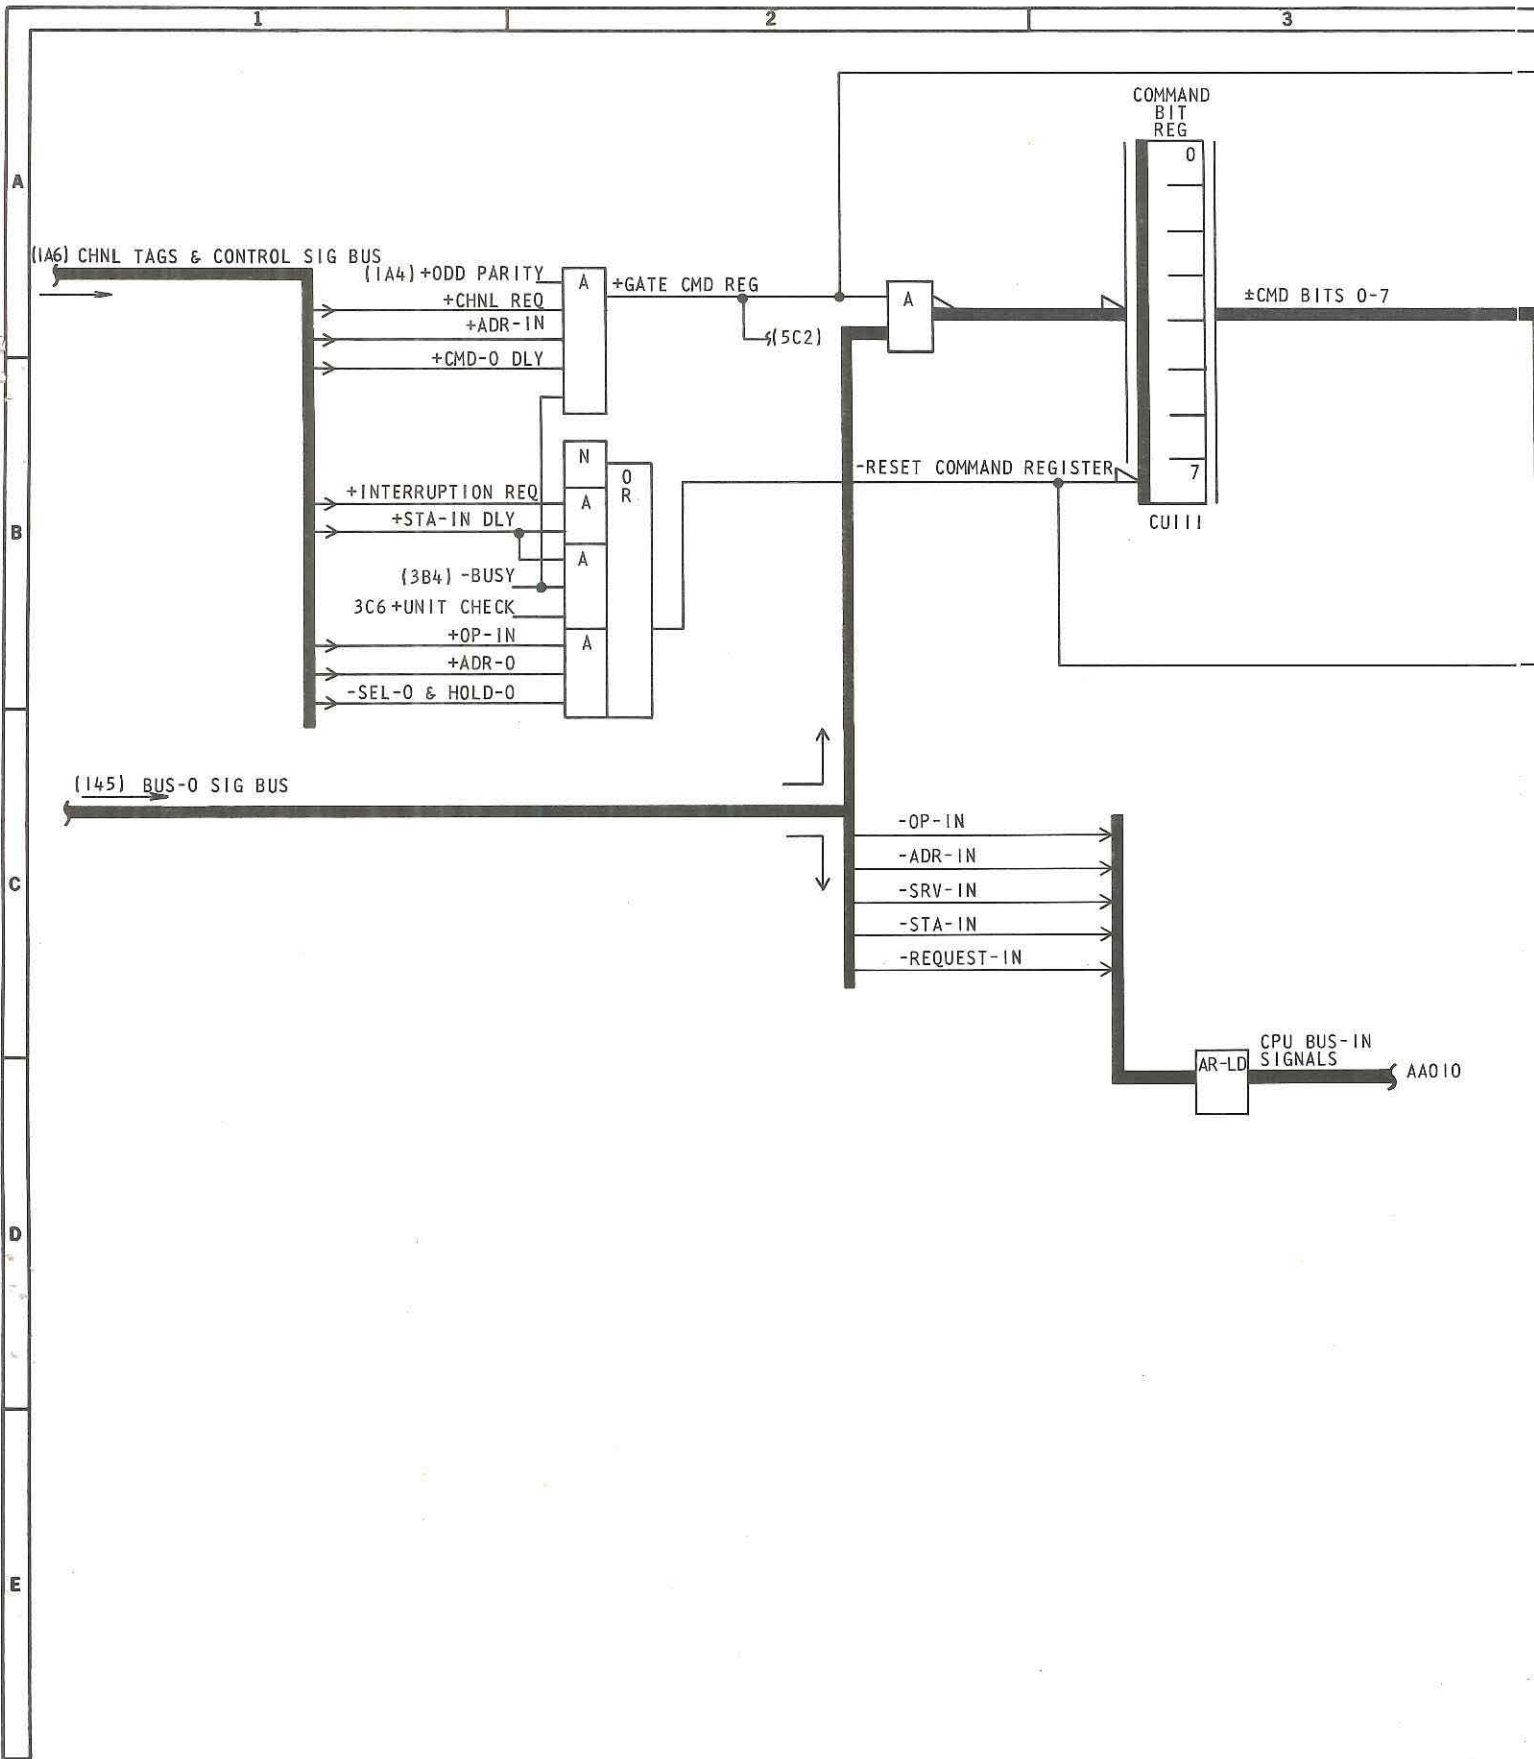 1 2 3
A
B
C
D
E
COMMAND
BIT
REG
0
7
CU111
(1A6) CHNL TAGS & CONTROL SIG BUS
(1A4) +ODD PARITY
+CHNL REQ
+ADR-IN
+CMD-O DLY
A
+GATE CMD REG
(5C2)
A
±CMD BITS 0-7
N
OR
+INTERRUPTION REQ
A
+STA-IN DLY
A
(3B4) -BUSY
3C6 +UNIT CHECK
+OP-IN
A
+ADR-O
-SEL-O & HOLD-O
-RESET COMMAND REGISTER
(145) BUS-O SIG BUS
-OP-IN
-ADR-IN
-SRV-IN
-STA-IN
-REQUEST-IN
AR-LD
CPU BUS-IN
SIGNALS
AA010